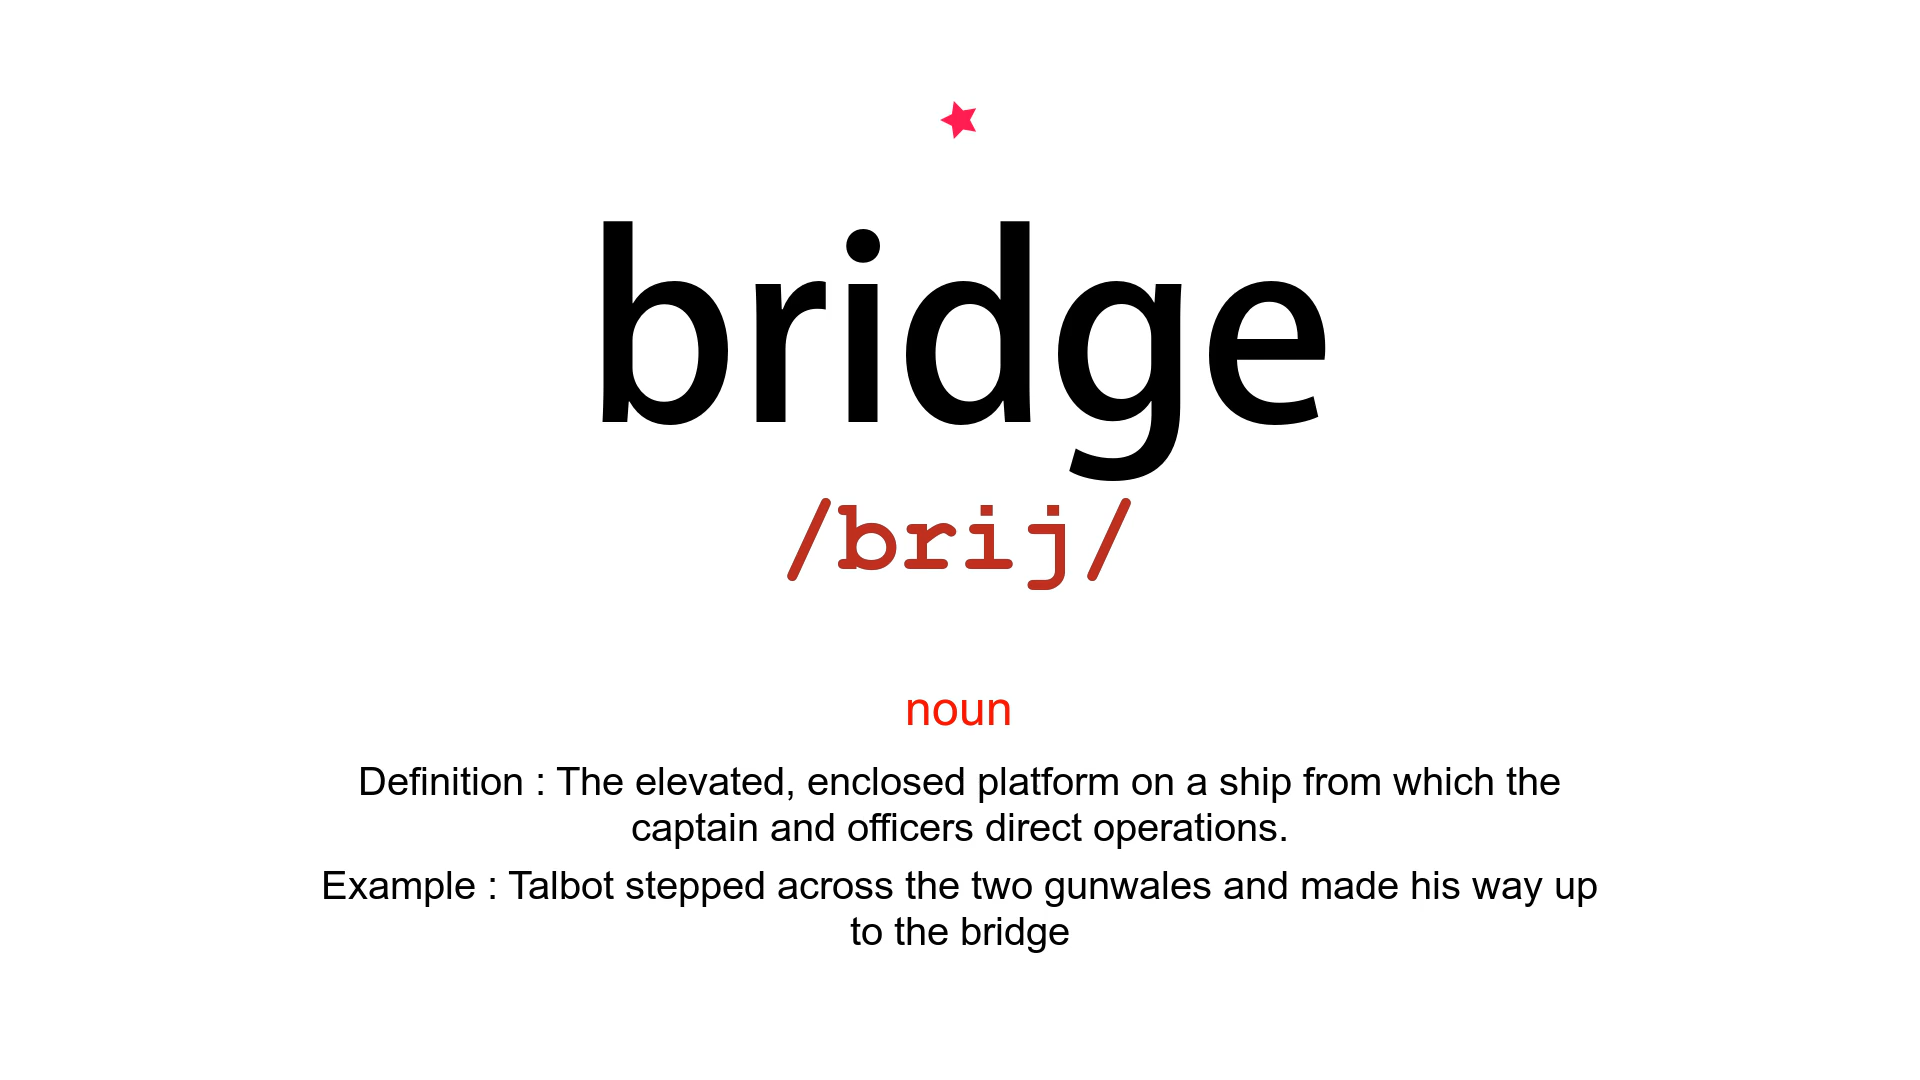 bridge
/brij/
noun
Definition : The elevated, enclosed platform on a ship from which the
captain and officers direct operations.
Example : Talbot stepped across the two gunwales and made his way up
to the bridge